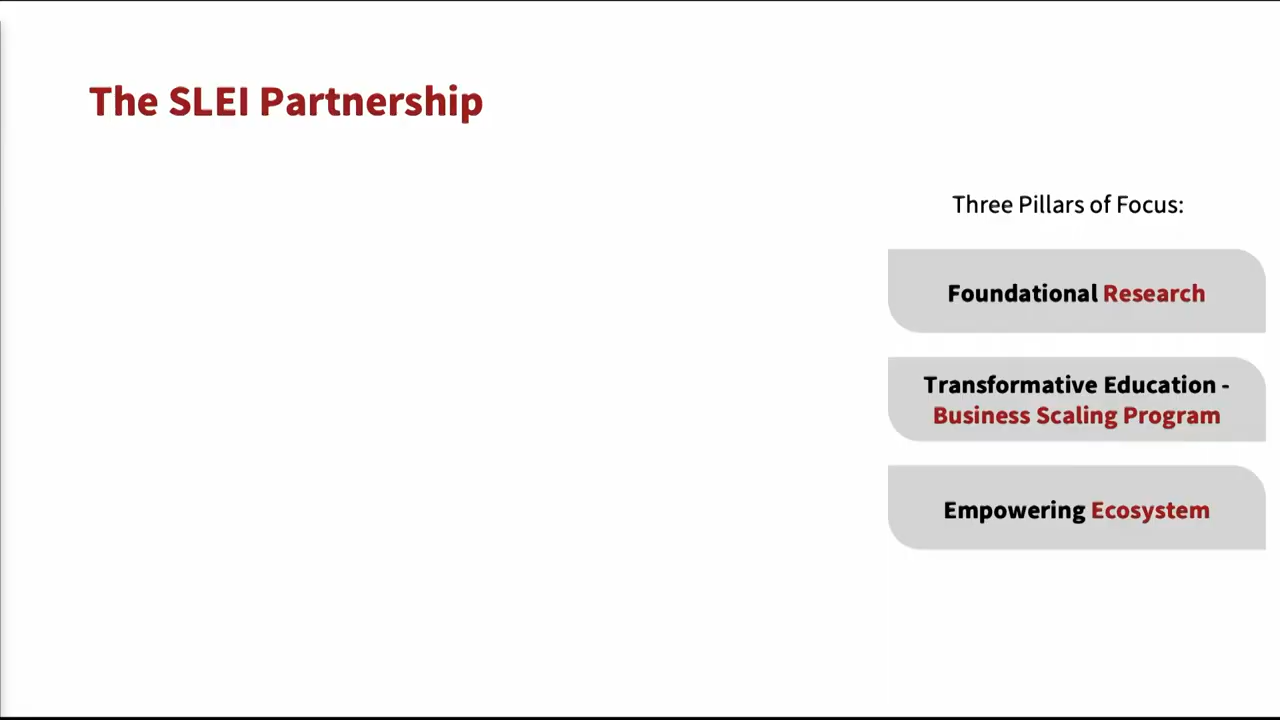 The SLEI Partnership
Three Pillars of Focus:
Foundational Research
Transformative Education -
Business Scaling Program
Empowering Ecosystem